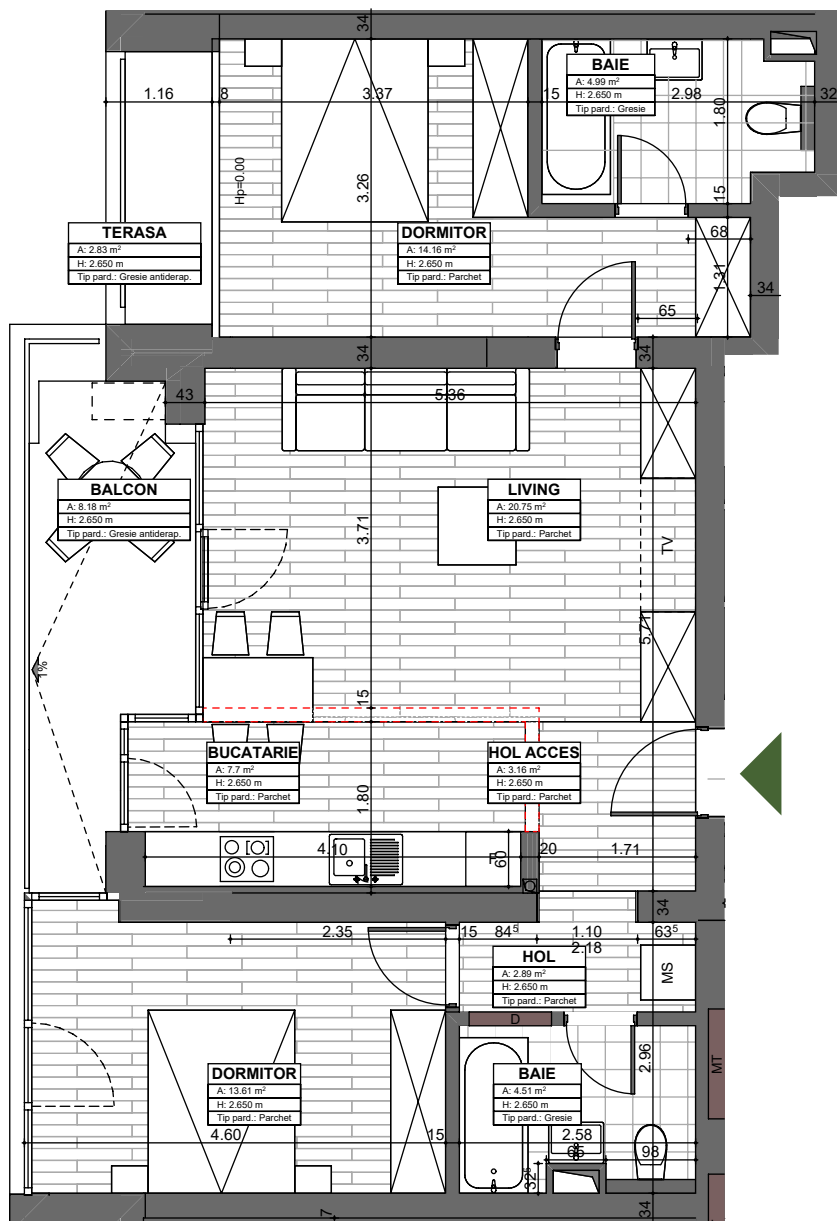 34
BAIE
A: 4.99 m²
H: 2.650 m
Tip pard.: Gresie
1.16
8
3.37
15
2.98
32
1.80
Hp=0.00
3.26
15
TERASA
A: 2.83 m²
H: 2.650 m
Tip pard.: Gresie antiderap.
DORMITOR
A: 14.16 m²
H: 2.650 m
Tip pard.: Parchet
68
1.31
34
65
34
34
43
5.36
BALCON
A: 8.18 m²
H: 2.650 m
Tip pard.: Gresie antiderap.
LIVING
A: 20.75 m²
H: 2.650 m
Tip pard.: Parchet
3.71
TV
5.71
1%
15
BUCATARIE
A: 7.7 m²
H: 2.650 m
Tip pard.: Parchet
HOL ACCES
A: 3.16 m²
H: 2.650 m
Tip pard.: Parchet
1.80
4.10
60
20
1.71
34
2.35
15
84⁵
1.10
63⁵
2.18
HOL
A: 2.89 m²
H: 2.650 m
Tip pard.: Parchet
MS
D
2.96
MT
DORMITOR
A: 13.61 m²
H: 2.650 m
Tip pard.: Parchet
BAIE
A: 4.51 m²
H: 2.650 m
Tip pard.: Gresie
4.60
15
2.58
65
98
32⁵
7
34